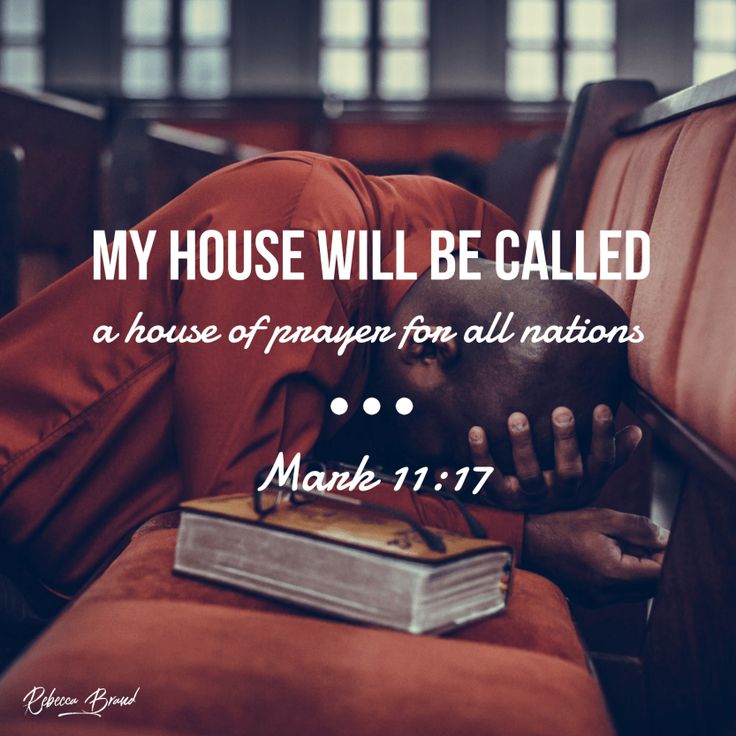 MY HOUSE WILL BE CALLED
a house of prayer for all nations
Mark 11:17
Rebecca Brand